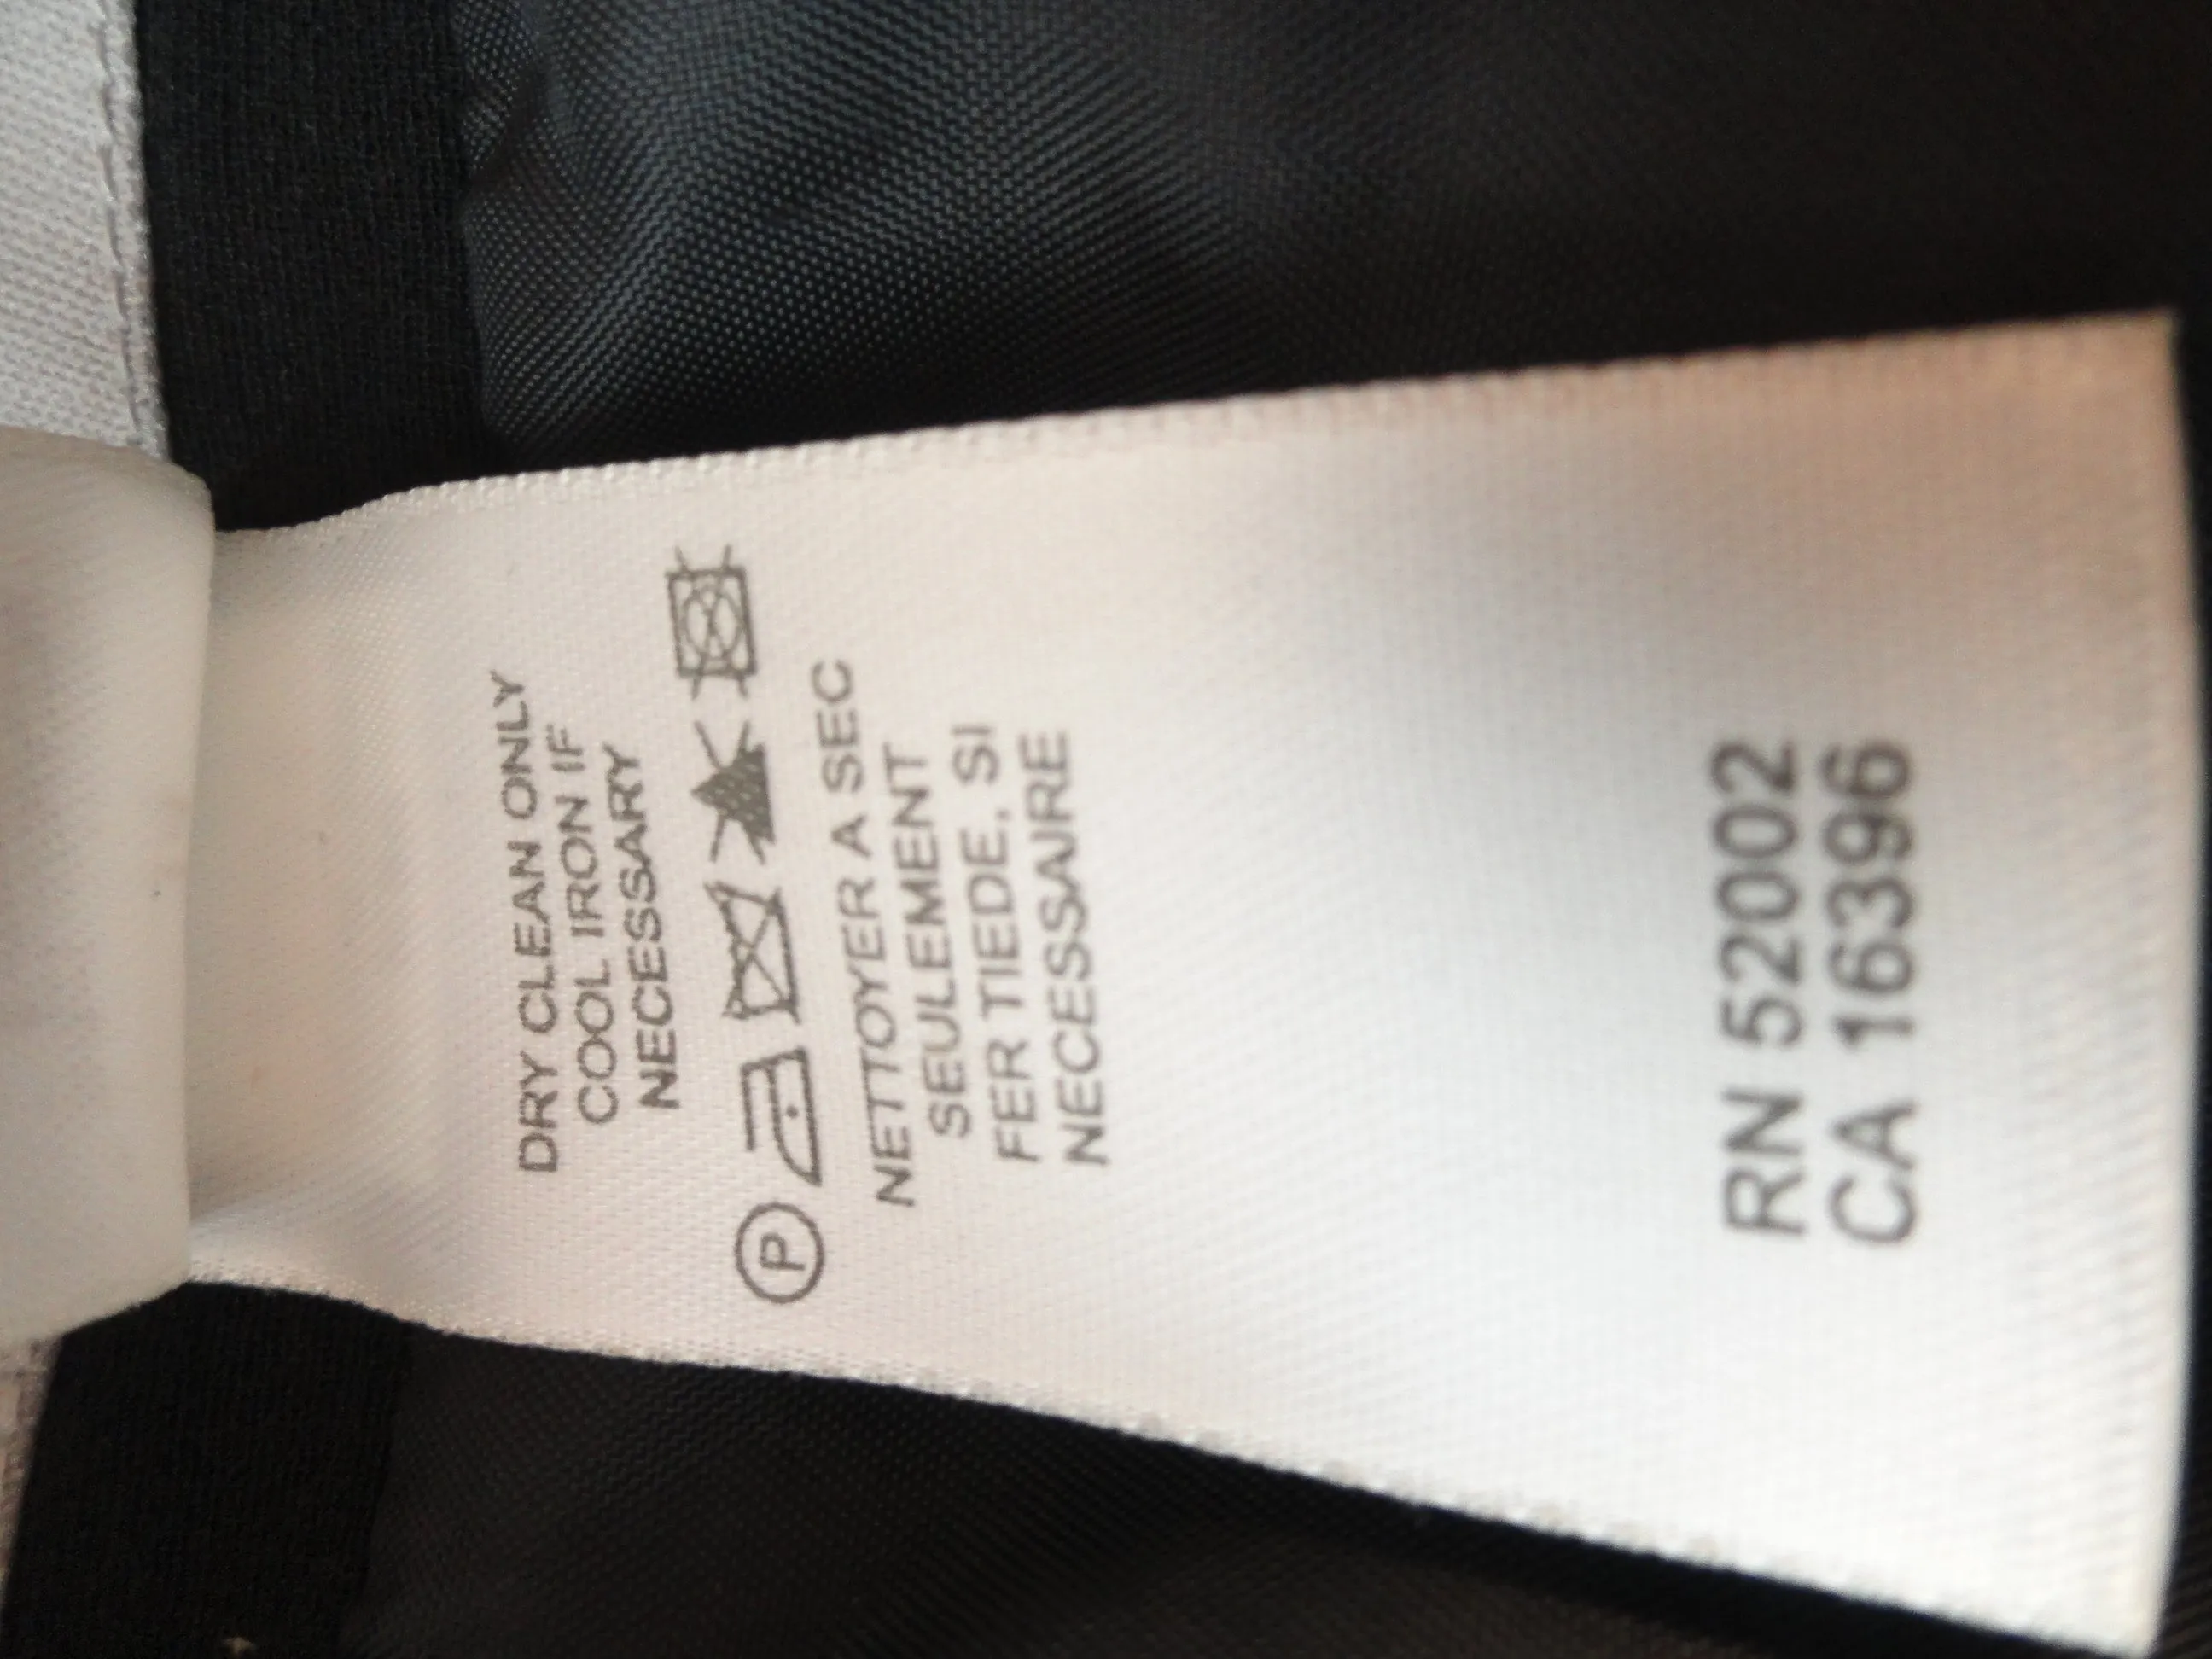 DRY CLEAN ONLY
COOL IRON IF
NECESSARY
P
NETTOYER A SEC
SEULEMENT
FER TIEDE, SI
NECESSAIRE
RN 52002
CA 16396